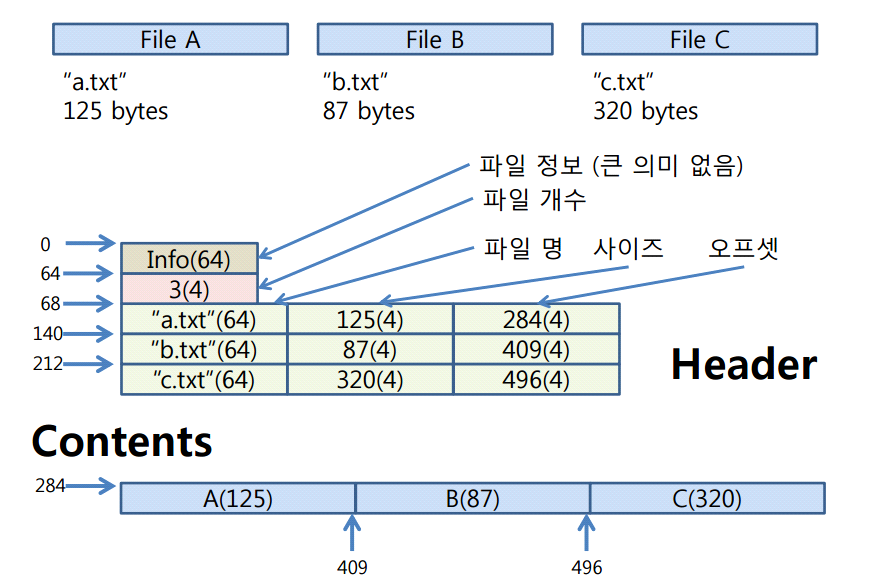 File A
File B
File C
"a.txt"
125 bytes
"b.txt"
87 bytes
"c.txt"
320 bytes
파일 정보 (큰 의미 없음)
파일 개수
파일 명 사이즈 오프셋
0
Info(64)
64
3(4)
68
"a.txt"(64) 125(4) 284(4)
140
"b.txt"(64) 87(4) 409(4)
212
"c.txt"(64) 320(4) 496(4)
Header
Contents
284
A(125) B(87) C(320)
409 496